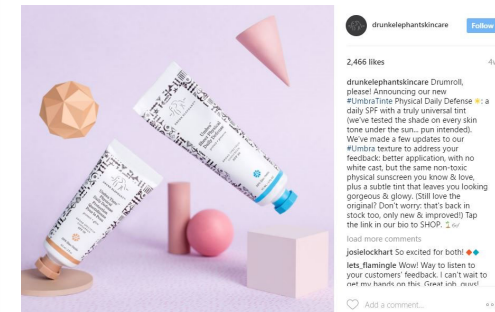 drunkelephantskincare
Follow
2,466 likes
drunkelephantskincare Drumroll,
please! Announcing our new
#UmbraTinte Physical Daily Defense ☀: a
daily SPF with a truly universal tint
(we've tested the shade on every skin
tone under the sun... pun intended).
We've made a few updates to our
#Umbra texture to address your
feedback: better application, with no
white cast, but the same non-toxic
physical sunscreen you know & love,
plus a subtle tint that leaves you looking
gorgeous & glowy. (Still love the
original? Don't worry: that's back in
stock too, only new & improved!) Tap
the link in our bio to SHOP.
load more comments
josielockhart So excited for both!
lets_flamingle Wow! Way to listen to
your customers' feedback. I can't wait to
get my hands on this. Great job, guys!
Add a comment...
Umbra
Sheer Physical
Daily Defense